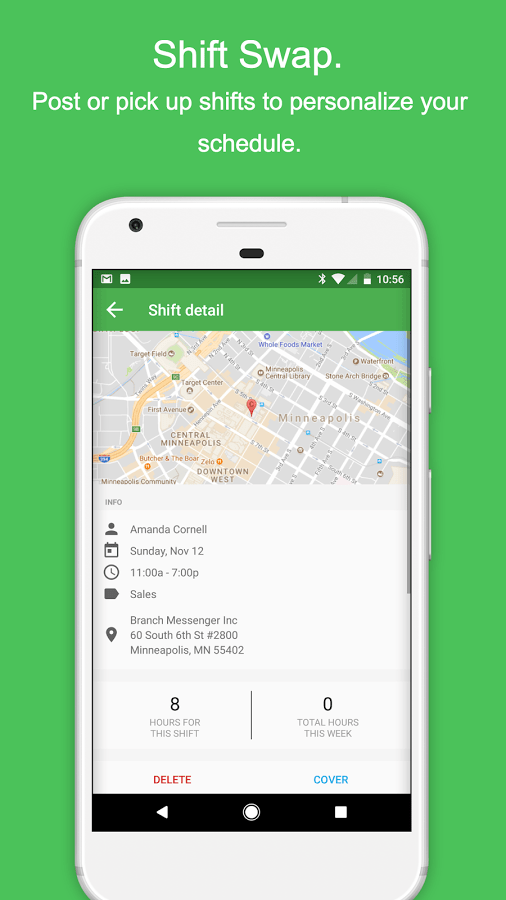 Shift Swap.
Post or pick up shifts to personalize your
schedule.
10:56
Shift detail
Whole Foods Market
Target Field
Waterfront
Minneapolis
Central Library
Stone Arch Bridge
Target Center
First Avenue
Minneapolis
CENTRAL
MINNEAPOLIS
Butcher & The Boar
Zelo
DOWNTOWN
WEST
Minneapolis Community
INFO
Amanda Cornell
Sunday, Nov 12
11:00a - 7:00p
Sales
Branch Messenger Inc
60 South 6th St #2800
Minneapolis, MN 55402
8
HOURS FOR
THIS SHIFT
0
TOTAL HOURS
THIS WEEK
DELETE
COVER